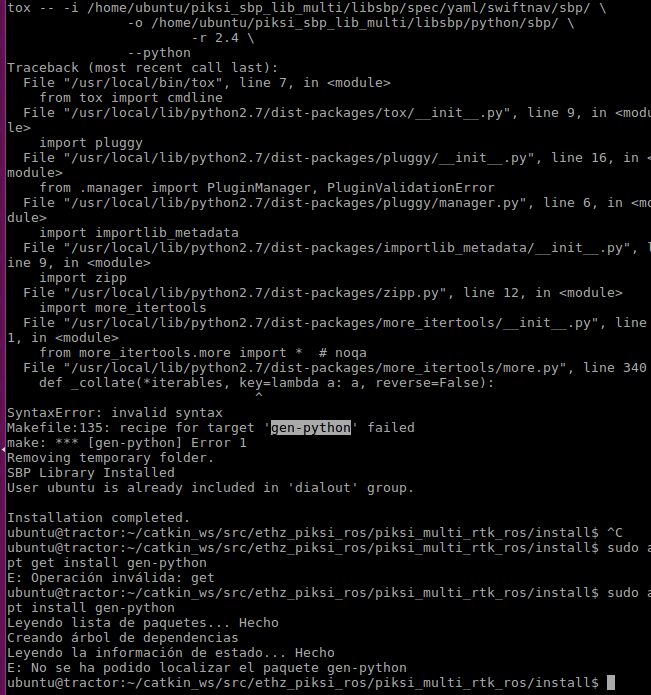 tox -- -i /home/ubuntu/piksi_sbp_lib_multi/libsbp/spec/yaml/swiftnav/sbp/ \
-o /home/ubuntu/piksi_sbp_lib_multi/libsbp/python/sbp/ \
-r 2.4 \
--python
Traceback (most recent call last):
File "/usr/local/bin/tox", line 7, in <module>
from tox import cmdline
File "/usr/local/lib/python2.7/dist-packages/tox/__init__.py", line 9, in <modu
le>
import pluggy
File "/usr/local/lib/python2.7/dist-packages/pluggy/__init__.py", line 16, in <
module>
from .manager import PluginManager, PluginValidationError
File "/usr/local/lib/python2.7/dist-packages/pluggy/manager.py", line 6, in <mo
dule>
import importlib_metadata
File "/usr/local/lib/python2.7/dist-packages/importlib_metadata/__init__.py", l
ine 9, in <module>
import zipp
File "/usr/local/lib/python2.7/dist-packages/zipp.py", line 12, in <module>
import more_itertools
File "/usr/local/lib/python2.7/dist-packages/more_itertools/__init__.py", line
1, in <module>
from more_itertools.more import *  # noqa
File "/usr/local/lib/python2.7/dist-packages/more_itertools/more.py", line 340
def _collate(*iterables, key=lambda a: a, reverse=False):
^
SyntaxError: invalid syntax
Makefile:135: recipe for target 'gen-python' failed
make: *** [gen-python] Error 1
Removing temporary folder.
SBP Library Installed
User ubuntu is already included in 'dialout' group.
Installation completed.
ubuntu@tractor:~/catkin_ws/src/ethz_piksi_ros/piksi_multi_rtk_ros/install$ ^C
ubuntu@tractor:~/catkin_ws/src/ethz_piksi_ros/piksi_multi_rtk_ros/install$ sudo a
pt get install gen-python
E: Operación inválida: get
ubuntu@tractor:~/catkin_ws/src/ethz_piksi_ros/piksi_multi_rtk_ros/install$ sudo a
pt install gen-python
Leyendo lista de paquetes... Hecho
Creando árbol de dependencias
Leyendo la información de estado... Hecho
E: No se ha podido localizar el paquete gen-python
ubuntu@tractor:~/catkin_ws/src/ethz_piksi_ros/piksi_multi_rtk_ros/install$